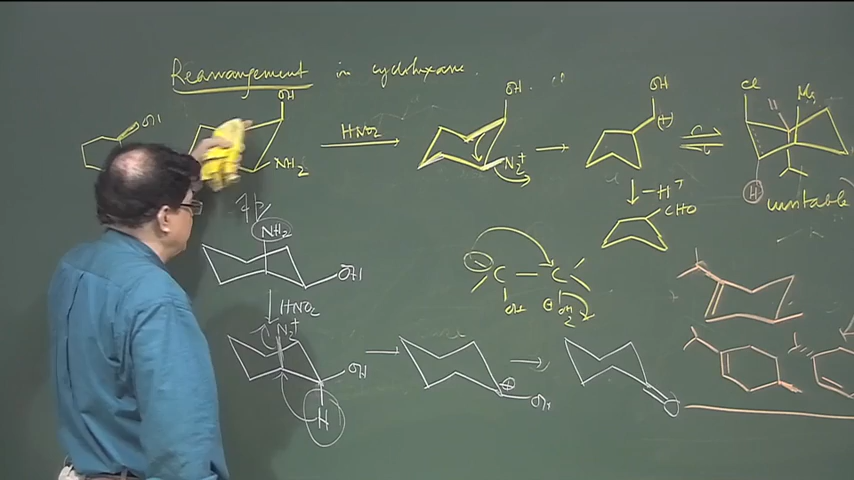 Rearrangement in cyclohexane.
OH
OH
NH2
HNO2
OH
N2+
OH
(+)
Cl
Me
H
unstable
-H+
CHO
NH2
OH
HNO2
N2+
OH
H
C - C
OH
⊕OH2
⊕
OH
O